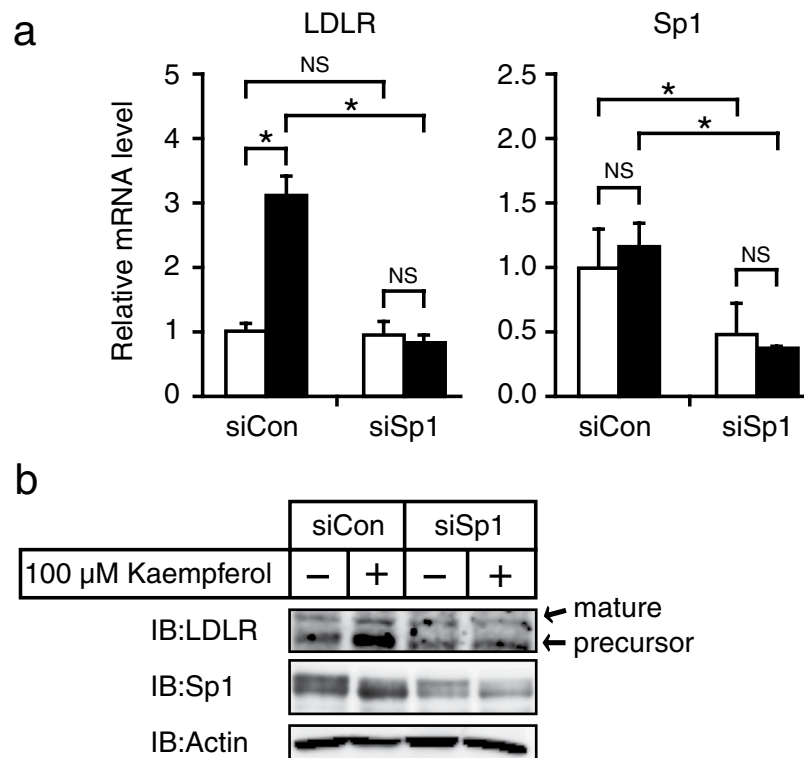 a
LDLR
Sp1
Relative mRNA level
5
4
3
2
1
0
NS
*
*
NS
siCon
siSp1
2.5
2.0
1.5
1.0
0.5
0.0
*
*
NS
NS
siCon
siSp1
b
siCon siSp1
100 µM Kaempferol − + − +
IB:LDLR
mature
precursor
IB:Sp1
IB:Actin